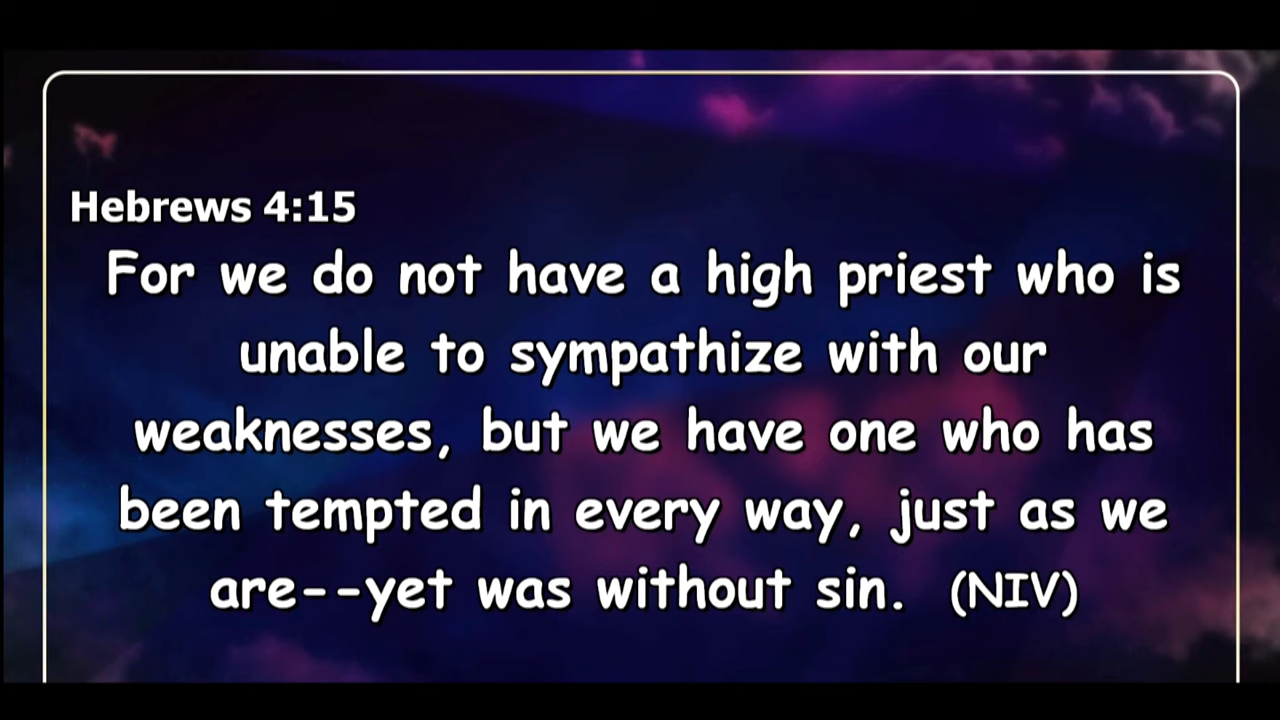 Hebrews 4:15
For we do not have a high priest who is
unable to sympathize with our
weaknesses, but we have one who has
been tempted in every way, just as we
are--yet was without sin. (NIV)